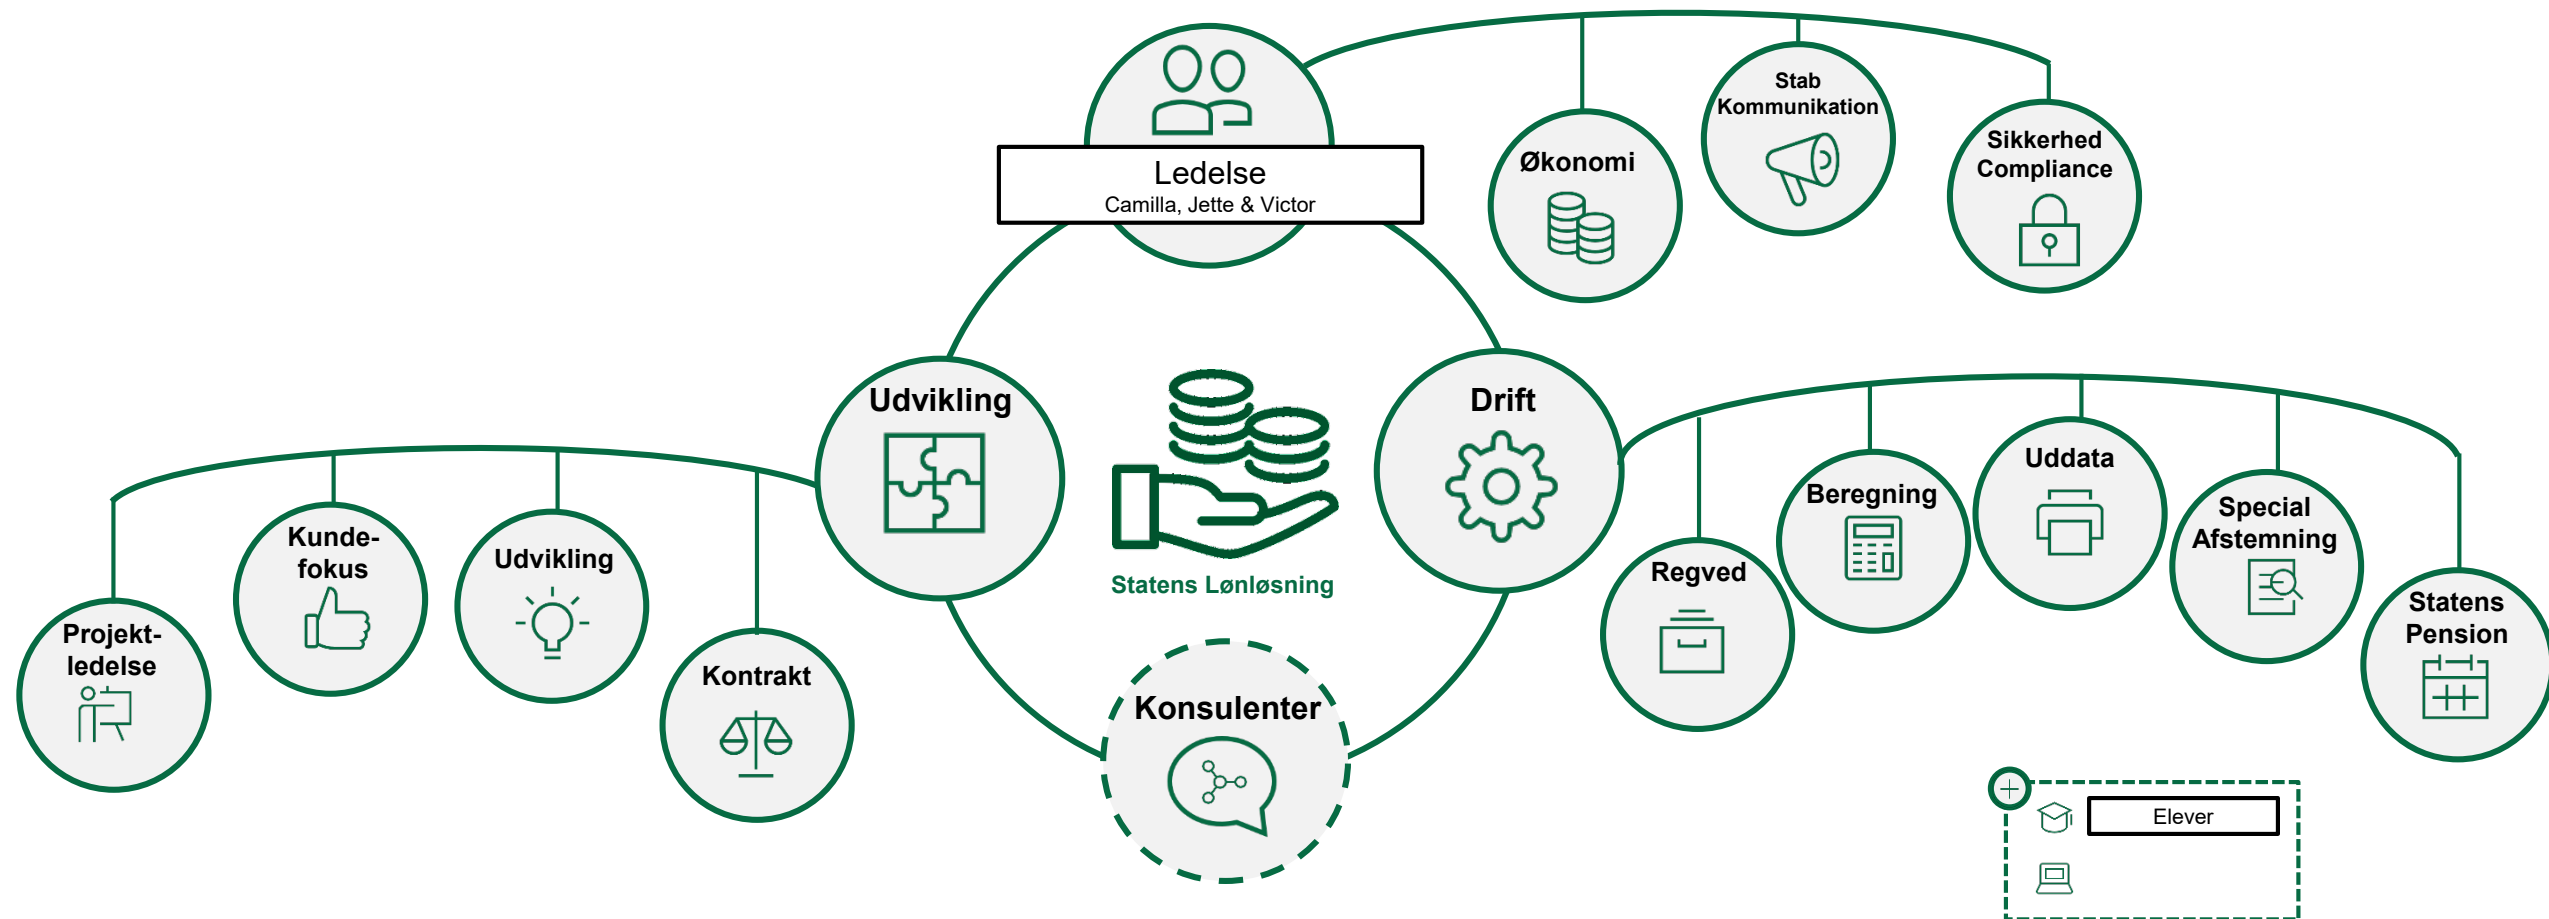 Ledelse
Camilla, Jette & Victor
Økonomi
Stab
Kommunikation
Sikkerhed
Compliance
Udvikling
Drift
Statens Lønløsning
Konsulenter
Projekt-
ledelse
Kunde-
fokus
Udvikling
Kontrakt
Regved
Beregning
Uddata
Special
Afstemning
Statens
Pension
Elever